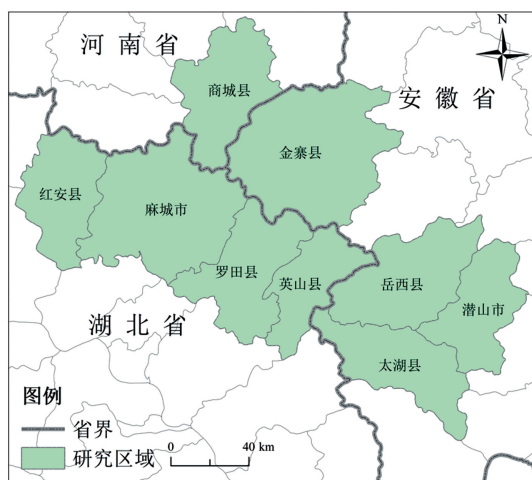 N
河南省
安徽省
商城县
金寨县
红安县
麻城市
罗田县
英山县
岳西县
潜山市
太湖县
湖北省
图例
省界
研究区域
0 40 km